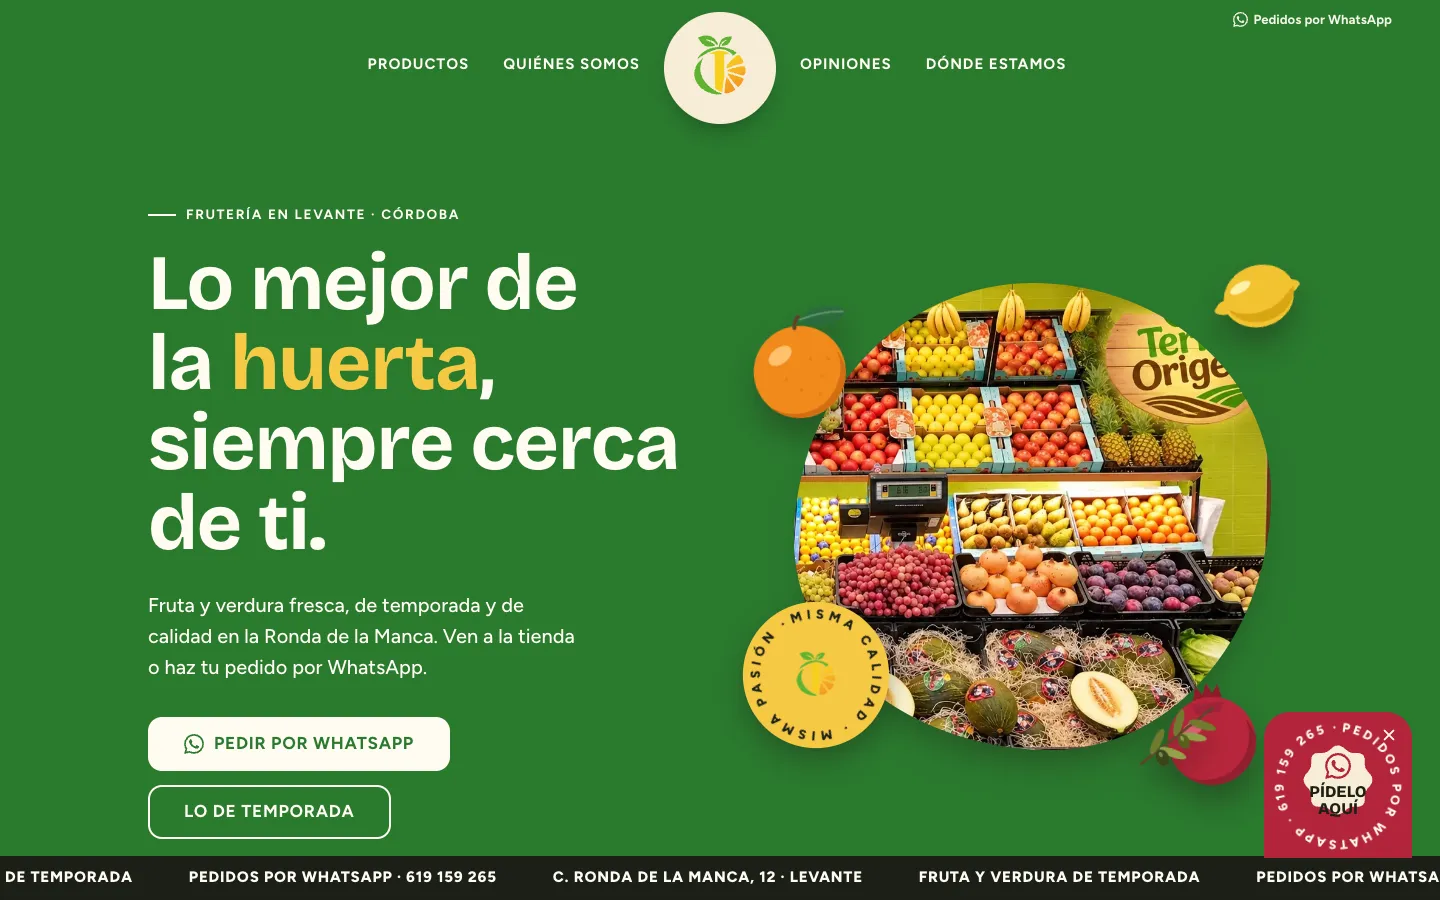 Pedidos por WhatsApp
PRODUCTOS
QUIÉNES SOMOS
OPINIONES
DÓNDE ESTAMOS
FRUTERÍA EN LEVANTE · CÓRDOBA
Lo mejor de
la huerta,
siempre cerca
de ti.
Fruta y verdura fresca, de temporada y de
calidad en la Ronda de la Manca. Ven a la tienda
o haz tu pedido por WhatsApp.
PEDIR POR WHATSAPP
LO DE TEMPORADA
· MISMA CALIDAD · MISMA PASIÓN
· PEDIDOS POR WHATSAPP · 619 159 265
PÍDELO
AQUÍ
DE TEMPORADA
PEDIDOS POR WHATSAPP · 619 159 265
C. RONDA DE LA MANCA, 12 · LEVANTE
FRUTA Y VERDURA DE TEMPORADA
PEDIDOS POR WHATSA